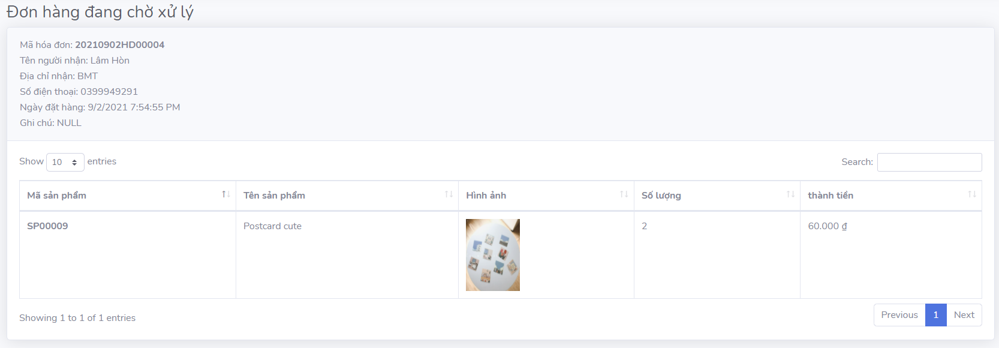 Đơn hàng đang chờ xử lý
Mã hóa đơn: 20210902HD00004
Tên người nhận: Lâm Hòn
Địa chỉ nhận: BMT
Số điện thoại: 0399949291
Ngày đặt hàng: 9/2/2021 7:54:55 PM
Ghi chú: NULL
Show 10 entries Search:
Mã sản phẩm Tên sản phẩm Hình ảnh Số lượng thành tiền
SP00009 Postcard cute 2 60.000 ₫
Showing 1 to 1 of 1 entries Previous 1 Next